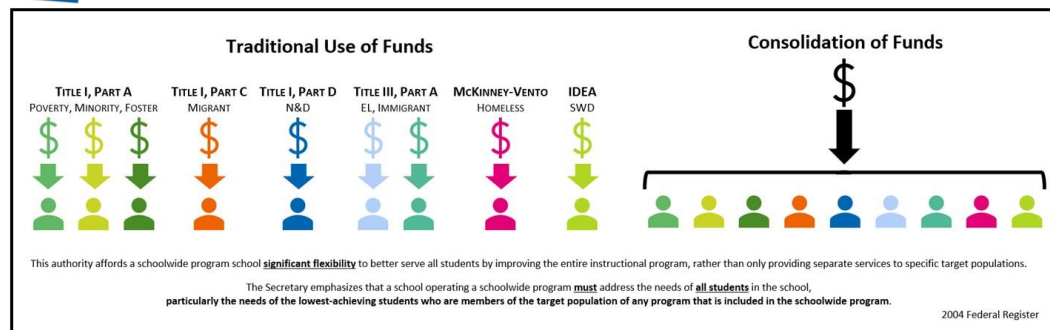 Traditional Use of Funds
Consolidation of Funds
TITLE I, PART A
POVERTY, MINORITY, FOSTER
TITLE I, PART C
MIGRANT
TITLE I, PART D
N&D
TITLE III, PART A
EL, IMMIGRANT
MCKINNEY-VENTO
HOMELESS
IDEA
SWD
$ $ $ $ $ $ $ $ $
$
This authority affords a schoolwide program school significant flexibility to better serve all students by improving the entire instructional program, rather than only providing separate services to specific target populations.
The Secretary emphasizes that a school operating a schoolwide program must address the needs of all students in the school,
particularly the needs of the lowest-achieving students who are members of the target population of any program that is included in the schoolwide program.
2004 Federal Register